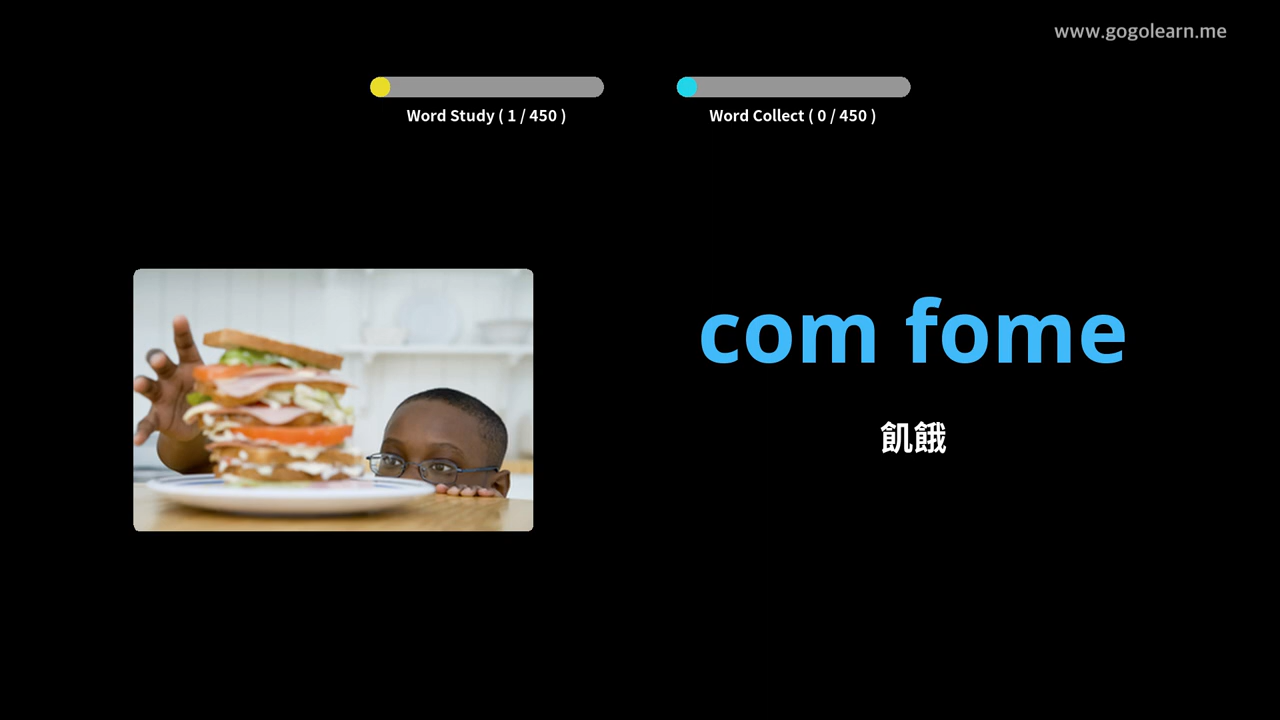 www.gogolearn.me
Word Study ( 1 / 450 )
Word Collect ( 0 / 450 )
com fome
飢餓